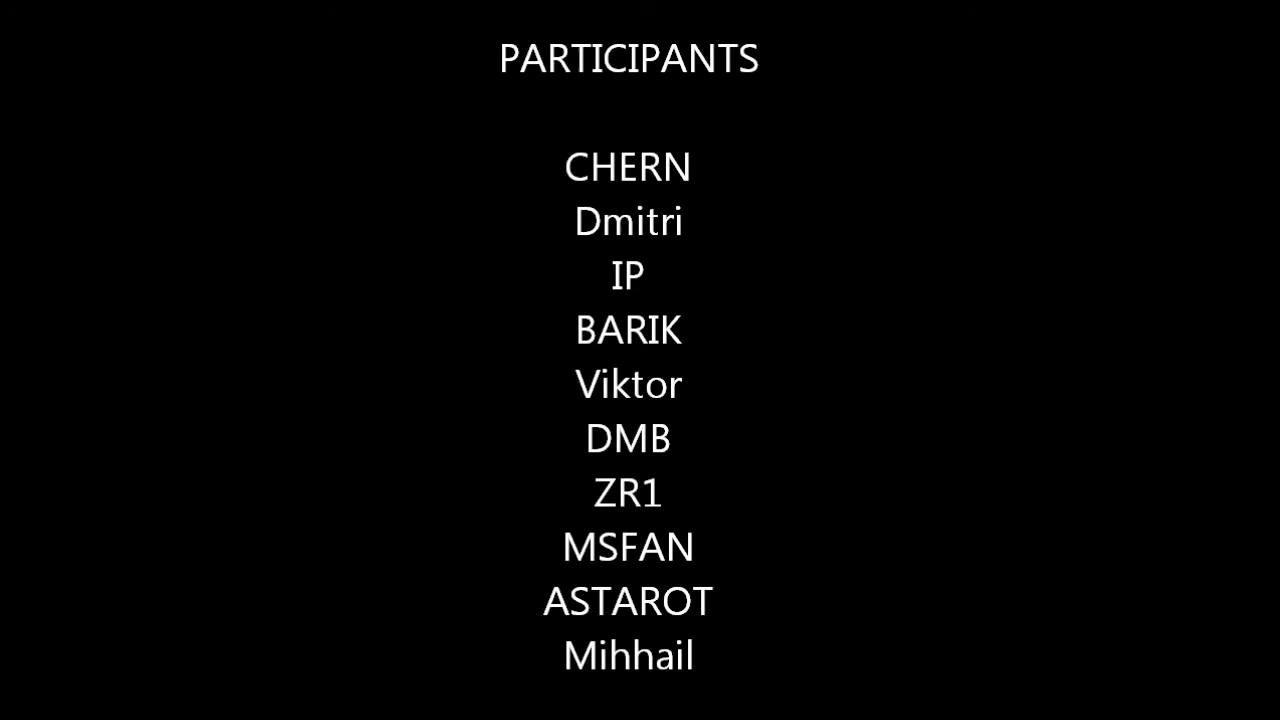 PARTICIPANTS
CHERN
Dmitri
IP
BARIK
Viktor
DMB
ZR1
MSFAN
ASTAROT
Mihhail